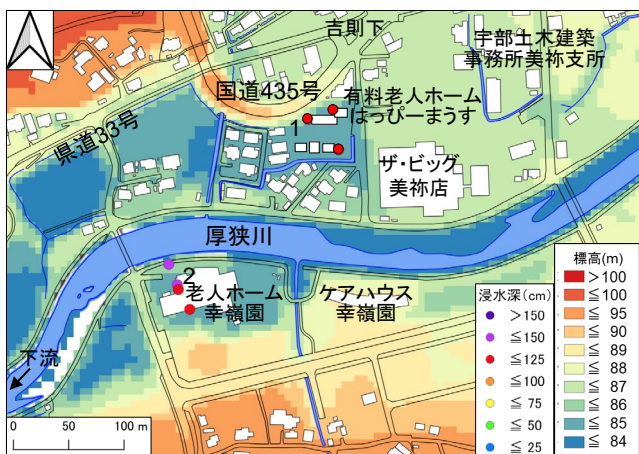 吉則下
宇部土木建築
事務所美祢支所
国道435号
有料老人ホーム
はっぴーまうす
県道33号
1
ザ・ビッグ
美祢店
厚狭川
2
老人ホーム
幸嶺園
ケアハウス
幸嶺園
下流
0 50 100 m
浸水深(cm)
>150
≦150
≦125
≦100
≦ 75
≦ 50
≦ 25
標高(m)
>100
≦100
≦ 95
≦ 90
≦ 89
≦ 88
≦ 87
≦ 86
≦ 85
≦ 84